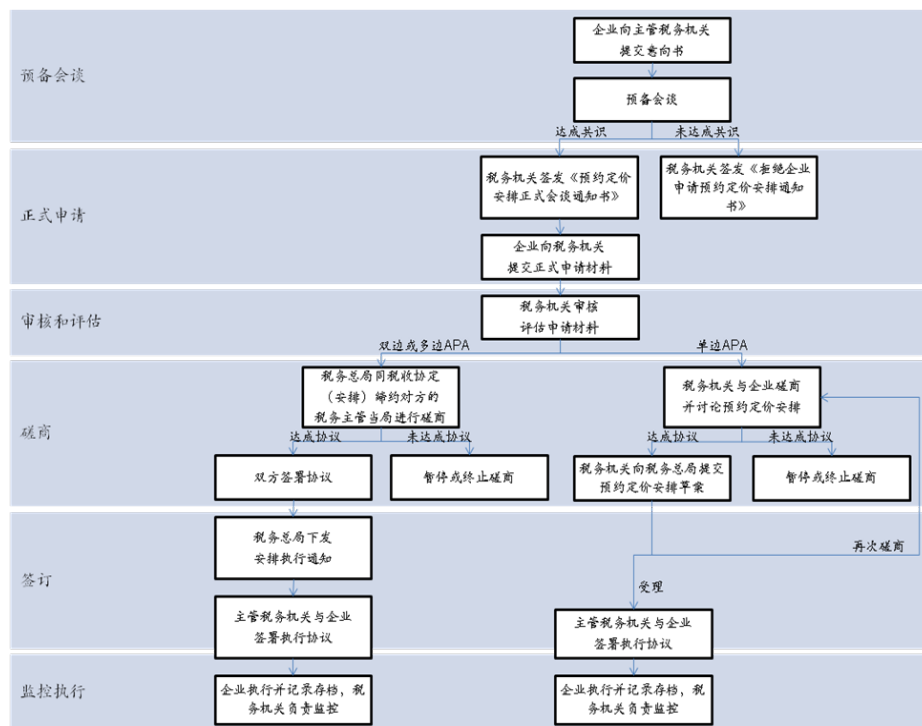 企业向主管税务机关
提交意向书
预备会谈
预备会谈
达成共识
未达成共识
税务机关签发《预约定价
安排正式会谈通知书》
税务机关签发《拒绝企业
申请预约定价安排通知
书》
正式申请
企业向税务机关
提交正式申请材料
审核和评估
税务机关审核
评估申请材料
双边或多边APA
单边APA
税务总局同税收协定
（安排）缔约对方的
税务主管当局进行磋商
税务机关与企业磋商
并讨论预约定价安排
磋商
达成协议
未达成协议
达成协议
未达成协议
双方签署协议
暂停或终止磋商
税务机关向税务总局提交
预约定价安排草案
暂停或终止磋商
税务总局下发
安排执行通知
再次磋商
签订
受理
主管税务机关与企业
签署执行协议
主管税务机关与企业
签署执行协议
监控执行
企业执行并记录存档，税
务机关负责监控
企业执行并记录存档，税
务机关负责监控